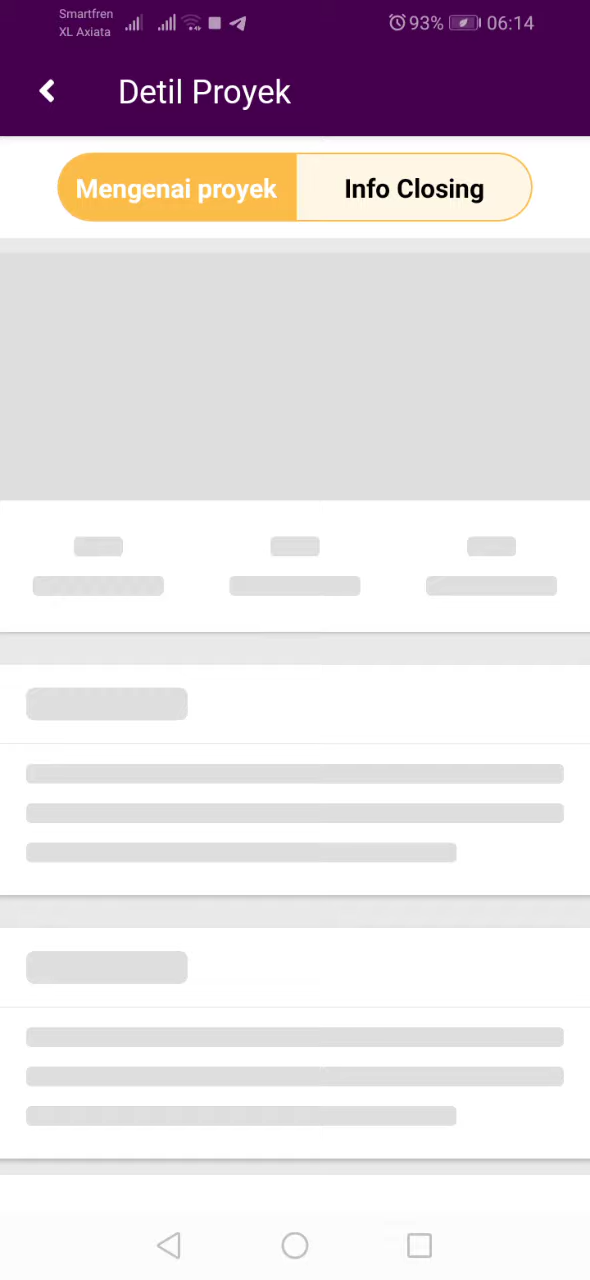 Smartfren
XL Axiata
93% 06:14
Detil Proyek
Mengenai proyek
Info Closing